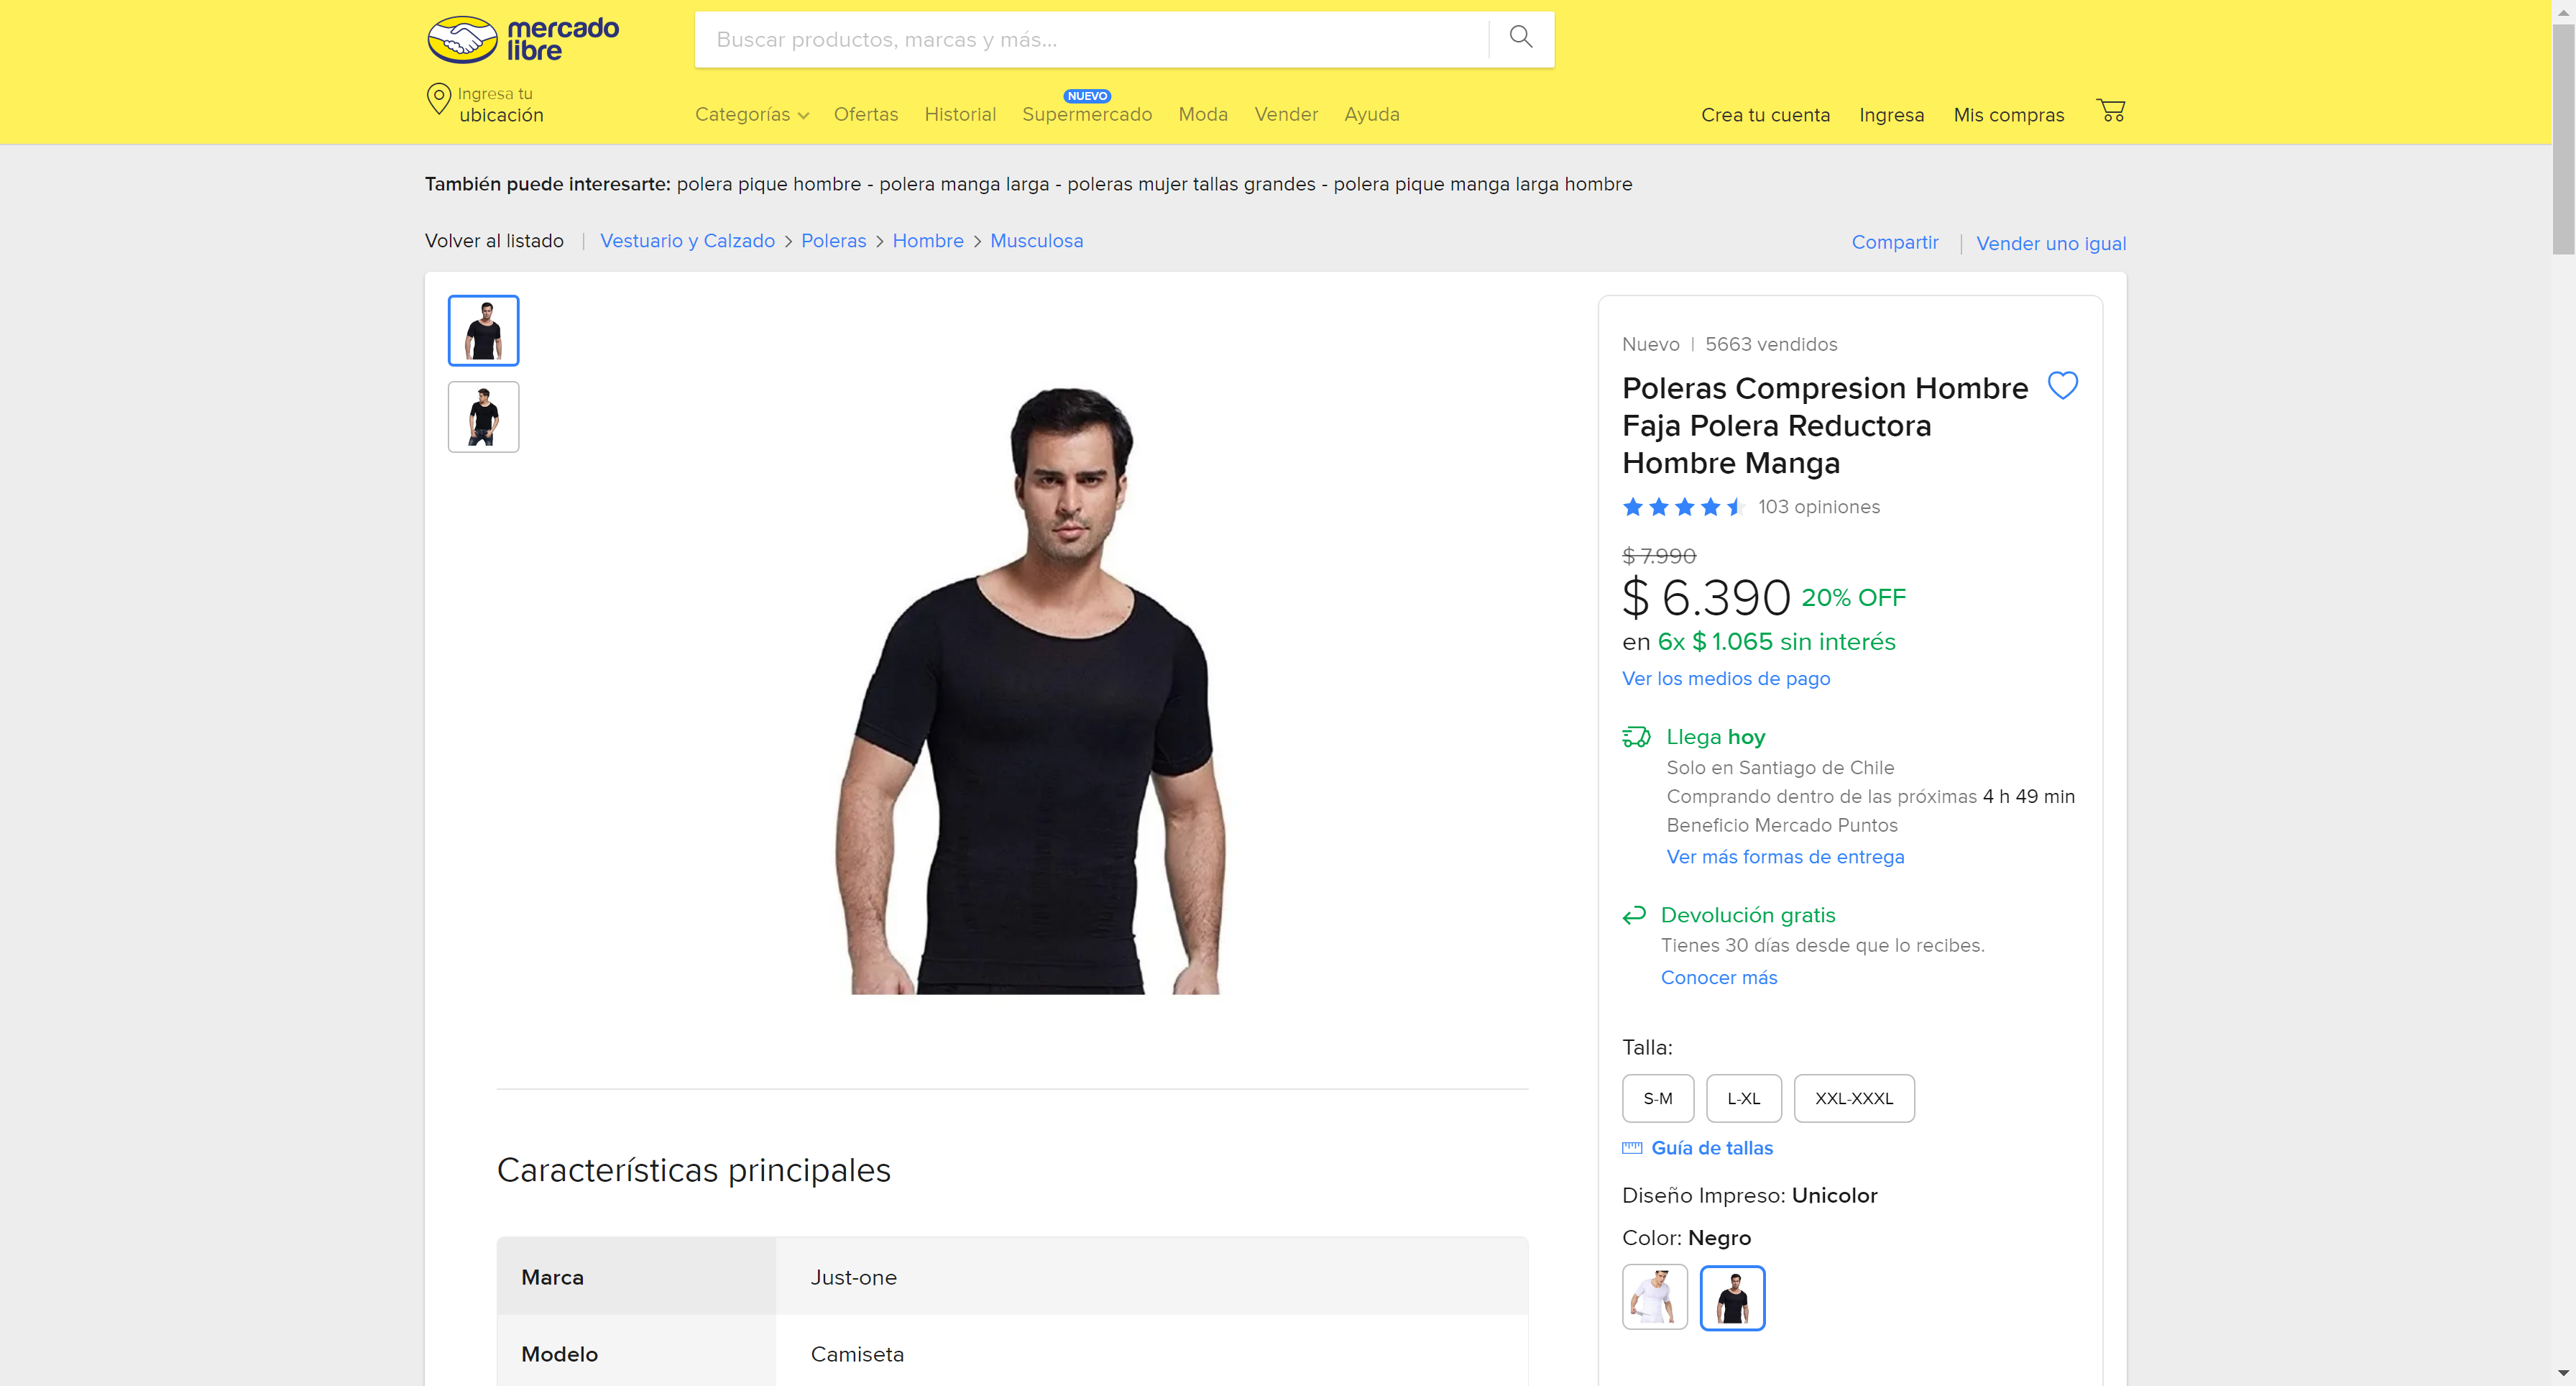 mercado
libre
Buscar productos, marcas y más...
Ingresa tu
ubicación
Categorías
Ofertas
Historial
NUEVO
Supermercado
Moda
Vender
Ayuda
Crea tu cuenta
Ingresa
Mis compras
También puede interesarte: polera pique hombre - polera manga larga - poleras mujer tallas grandes - polera pique manga larga hombre
Volver al listado | Vestuario y Calzado > Poleras > Hombre > Musculosa
Compartir | Vender uno igual
Nuevo | 5663 vendidos
Poleras Compresion Hombre
Faja Polera Reductora
Hombre Manga
103 opiniones
$ 7.990
$ 6.390 20% OFF
en 6x $ 1.065 sin interés
Ver los medios de pago
Llega hoy
Solo en Santiago de Chile
Comprando dentro de las próximas 4 h 49 min
Beneficio Mercado Puntos
Ver más formas de entrega
Devolución gratis
Tienes 30 días desde que lo recibes.
Conocer más
Talla:
S-M
L-XL
XXL-XXXL
Guía de tallas
Diseño Impreso: Unicolor
Color: Negro
Características principales
Marca Just-one
Modelo Camiseta